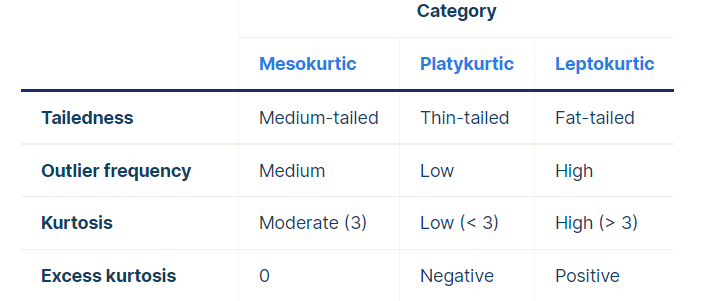 Category
Mesokurtic Platykurtic Leptokurtic
Tailedness Medium-tailed Thin-tailed Fat-tailed
Outlier frequency Medium Low High
Kurtosis Moderate (3) Low (< 3) High (> 3)
Excess kurtosis 0 Negative Positive